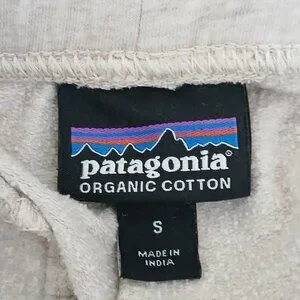 patagonia
ORGANIC COTTON
S
MADE IN
INDIA